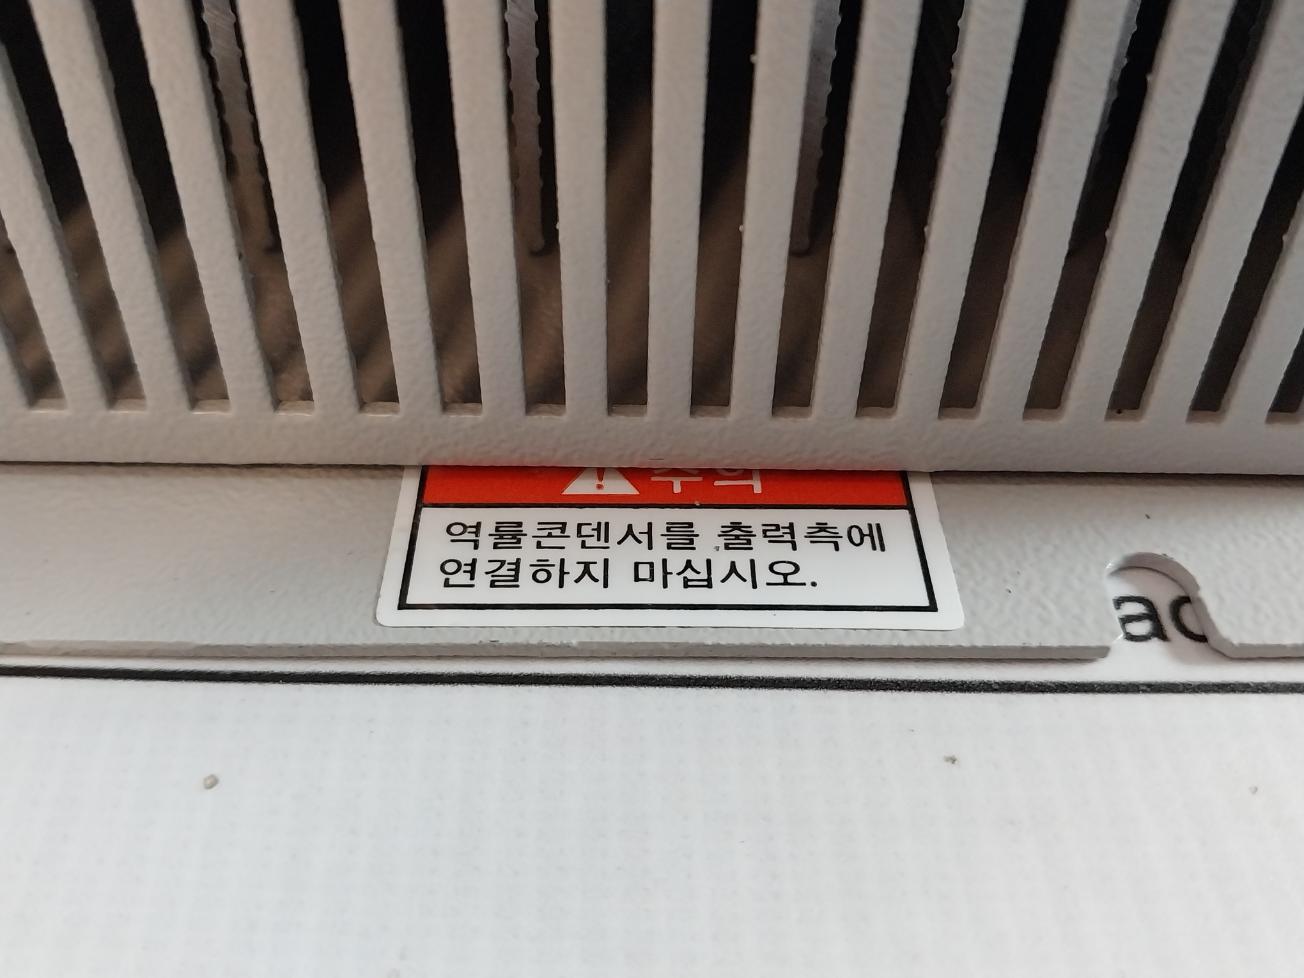 주의
역률콘덴서를 출력측에
연결하지 마십시오.
ac